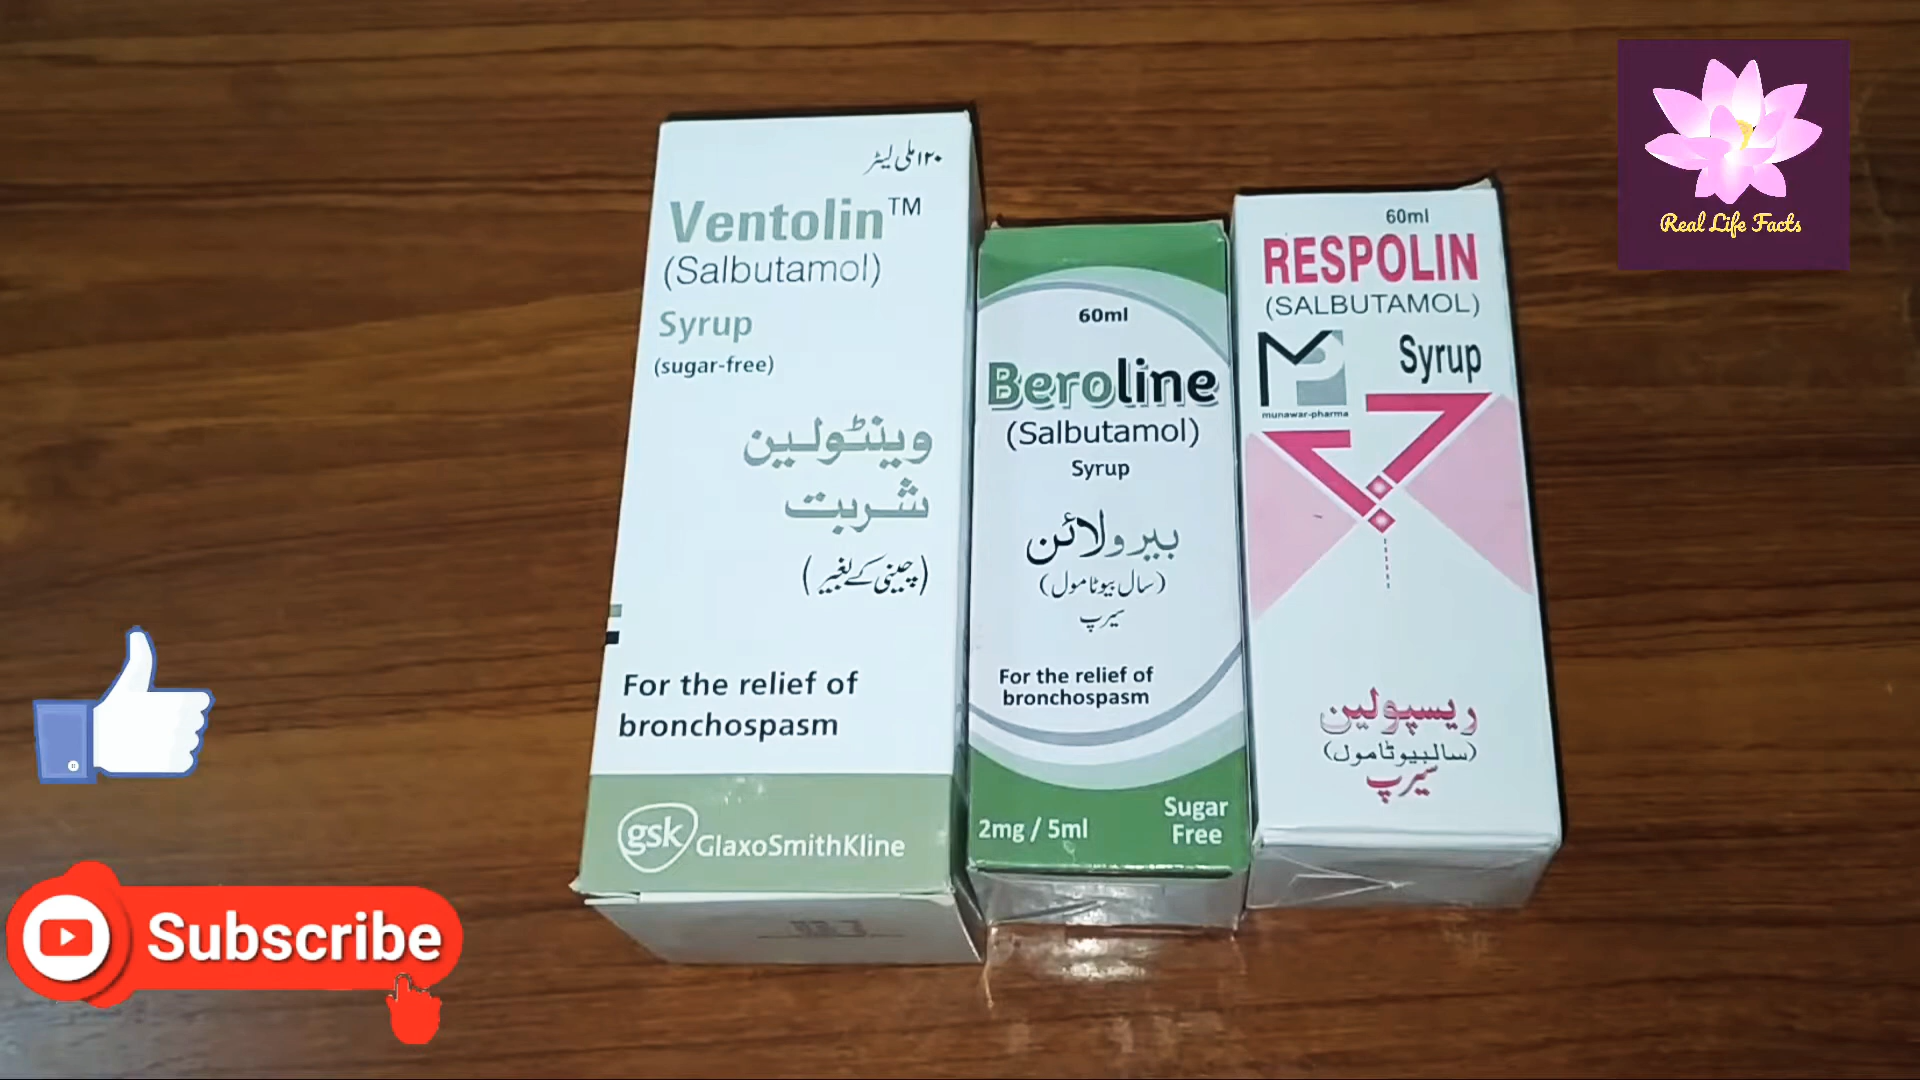 ۱۲۰ ملی لیٹر
Ventolin™
(Salbutamol)
Syrup
(sugar-free)
وینٹولین
شربت
(چینی کے بغیر)
For the relief of
bronchospasm
gsk GlaxoSmithKline
60ml
Beroline
(Salbutamol)
Syrup
بیرولائن
(سال بیوٹامول)
سیرپ
For the relief of
bronchospasm
2mg / 5ml
Sugar
Free
60ml
RESPOLIN
(SALBUTAMOL)
Syrup
munawar-pharma
ریسپولین
(سالبیوٹامول)
سیرپ
Real Life Facts
Subscribe